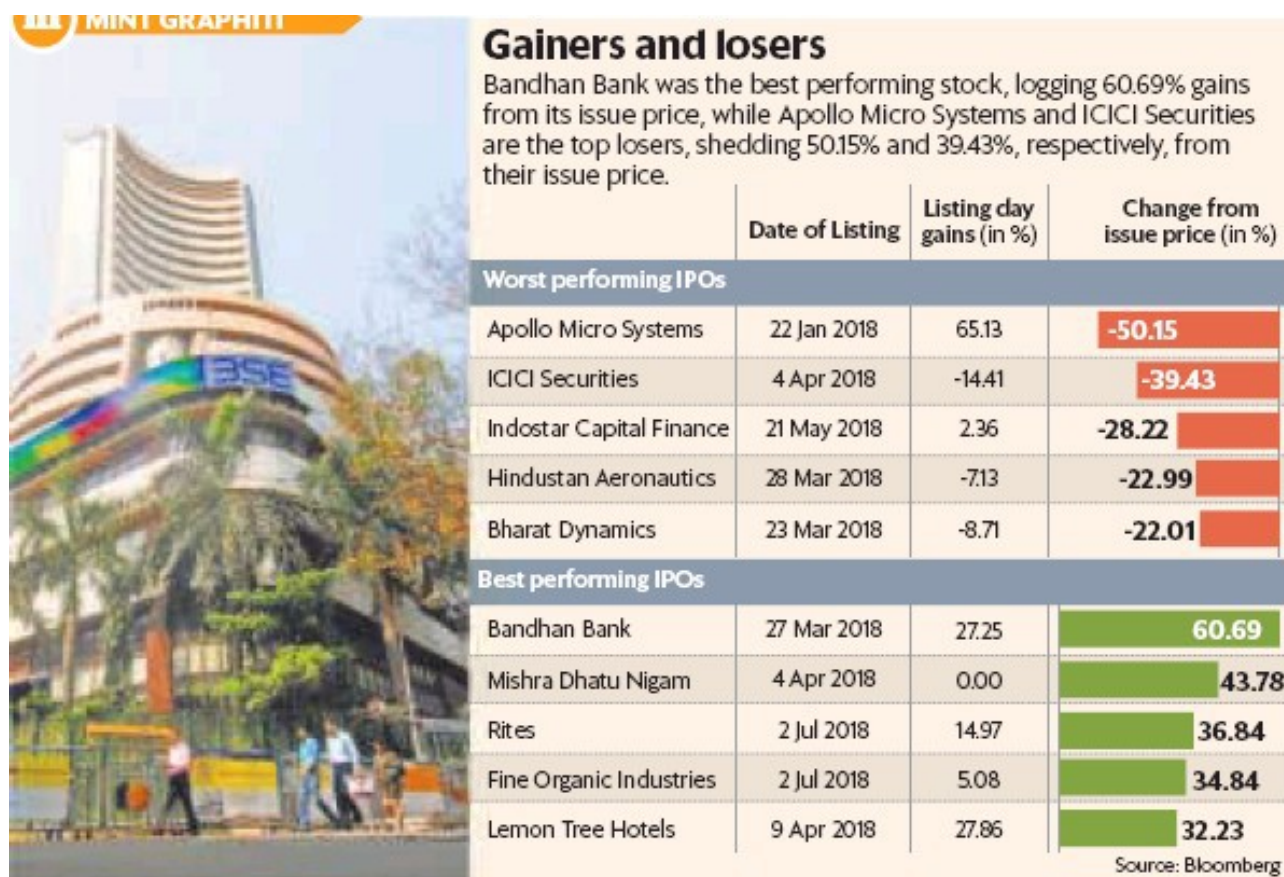 MINT GRAPHITI
Gainers and losers
Bandhan Bank was the best performing stock, logging 60.69% gains
from its issue price, while Apollo Micro Systems and ICICI Securities
are the top losers, shedding 50.15% and 39.43%, respectively, from
their issue price.
Date of Listing Listing day gains (in %) Change from issue price (in %)
Worst performing IPOs
Apollo Micro Systems 22 Jan 2018 65.13 -50.15
ICICI Securities 4 Apr 2018 -14.41 -39.43
Indostar Capital Finance 21 May 2018 2.36 -28.22
Hindustan Aeronautics 28 Mar 2018 -7.13 -22.99
Bharat Dynamics 23 Mar 2018 -8.71 -22.01
Best performing IPOs
Bandhan Bank 27 Mar 2018 27.25 60.69
Mishra Dhatu Nigam 4 Apr 2018 0.00 43.78
Rites 2 Jul 2018 14.97 36.84
Fine Organic Industries 2 Jul 2018 5.08 34.84
Lemon Tree Hotels 9 Apr 2018 27.86 32.23
Source: Bloomberg
BSE